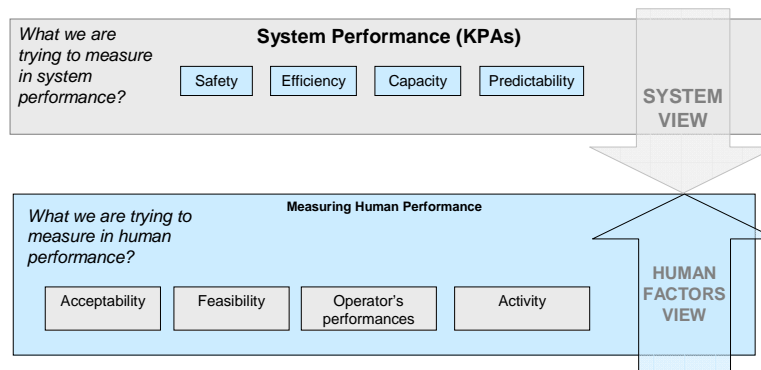 What we are
trying to measure
in system
performance?
System Performance (KPAs)
Safety
Efficiency
Capacity
Predictability
SYSTEM
VIEW
Measuring Human Performance
What we are trying to
measure in human
performance?
Acceptability
Feasibility
Operator's
performances
Activity
HUMAN
FACTORS
VIEW